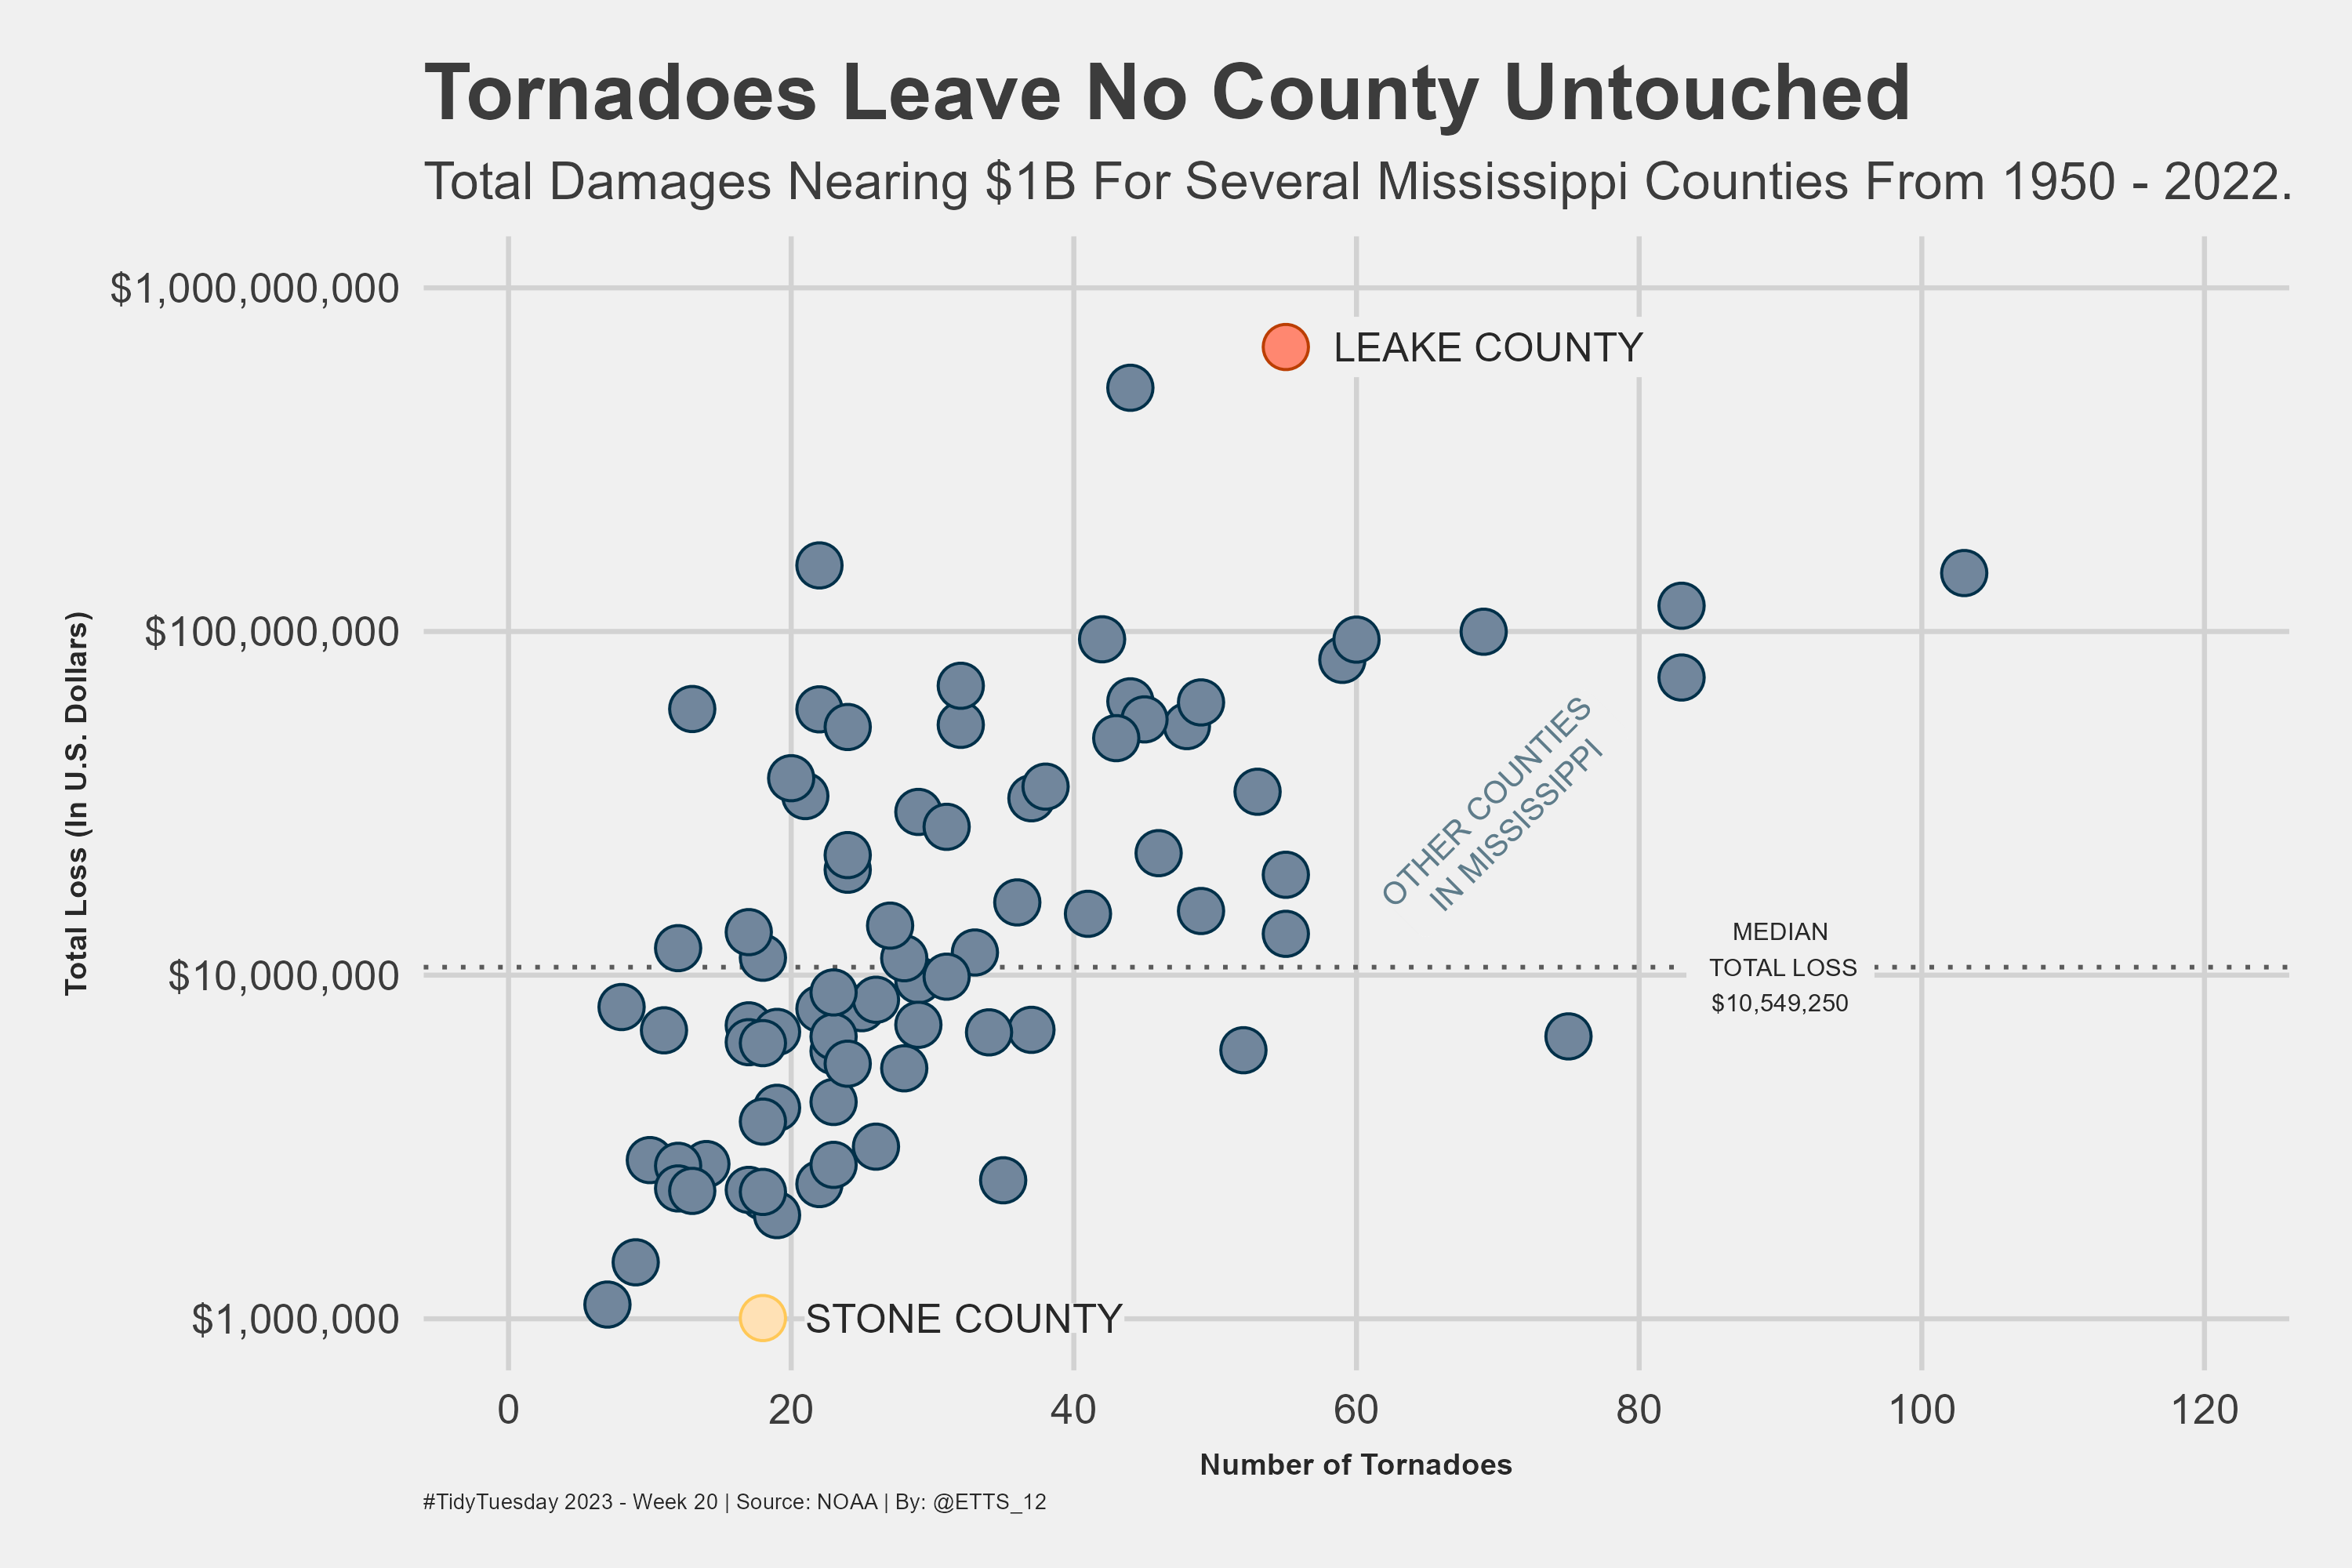 Tornadoes Leave No County Untouched
Total Damages Nearing $1B For Several Mississippi Counties From 1950 - 2022.
Total Loss (In U.S. Dollars)
$1,000,000,000
$100,000,000
$10,000,000
$1,000,000
LEAKE COUNTY
OTHER COUNTIES
IN MISSISSIPPI
MEDIAN
TOTAL LOSS
$10,549,250
STONE COUNTY
0 20 40 60 80 100 120
Number of Tornadoes
#TidyTuesday 2023 - Week 20 | Source: NOAA | By: @ETTS_12